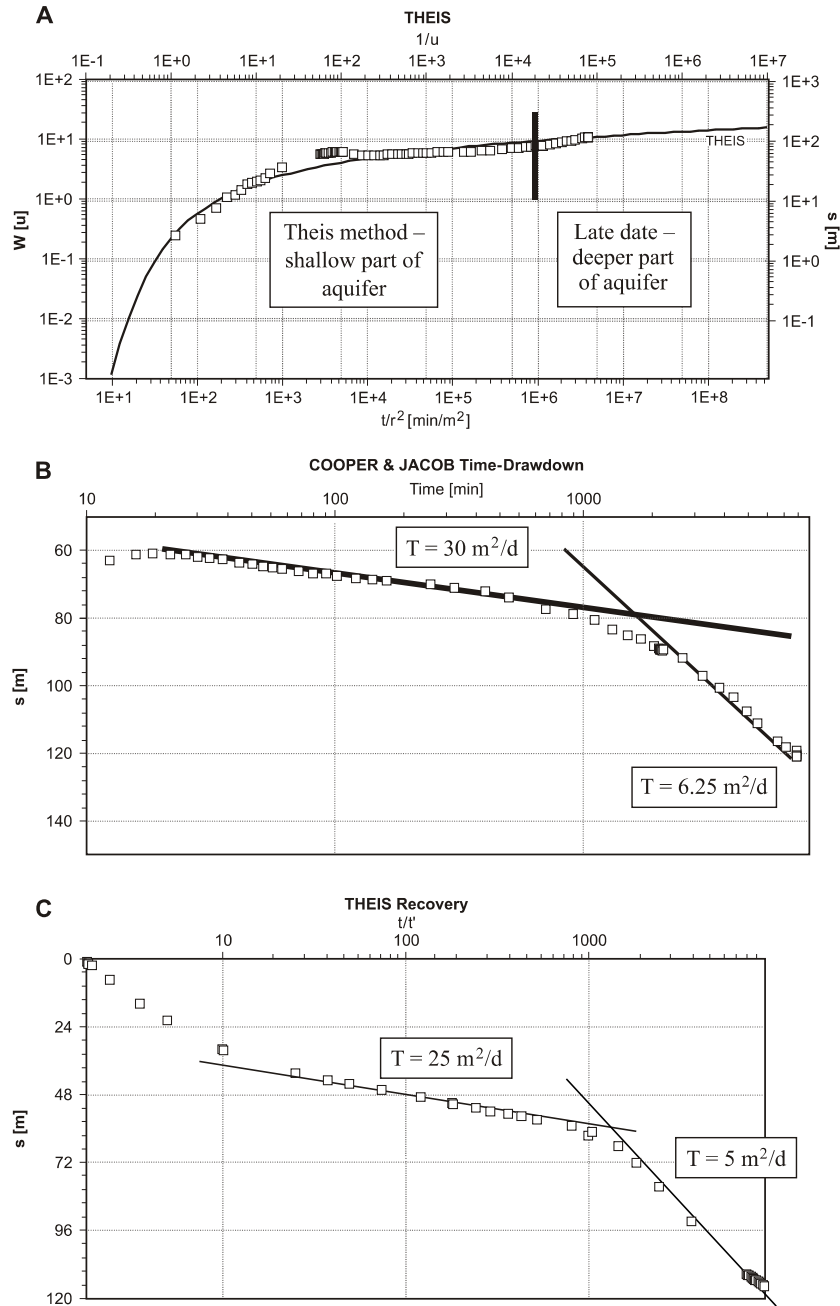 A
THEIS
1/u
1E-1 1E+0 1E+1 1E+2 1E+3 1E+4 1E+5 1E+6 1E+7
1E+2
1E+1
1E+0
1E-1
1E-2
1E-3
W [u]
1E+3
1E+2
1E+1
1E+0
1E-1
s [m]
THEIS
Theis method –
shallow part of
aquifer
Late date –
deeper part
of aquifer
1E+1 1E+2 1E+3 1E+4 1E+5 1E+6 1E+7 1E+8
t/r² [min/m²]
B
COOPER & JACOB Time-Drawdown
Time [min]
10 100 1000
60
80
100
120
140
s [m]
T = 30 m²/d
T = 6.25 m²/d
C
THEIS Recovery
t/t'
10 100 1000
0
24
48
72
96
120
s [m]
T = 25 m²/d
T = 5 m²/d